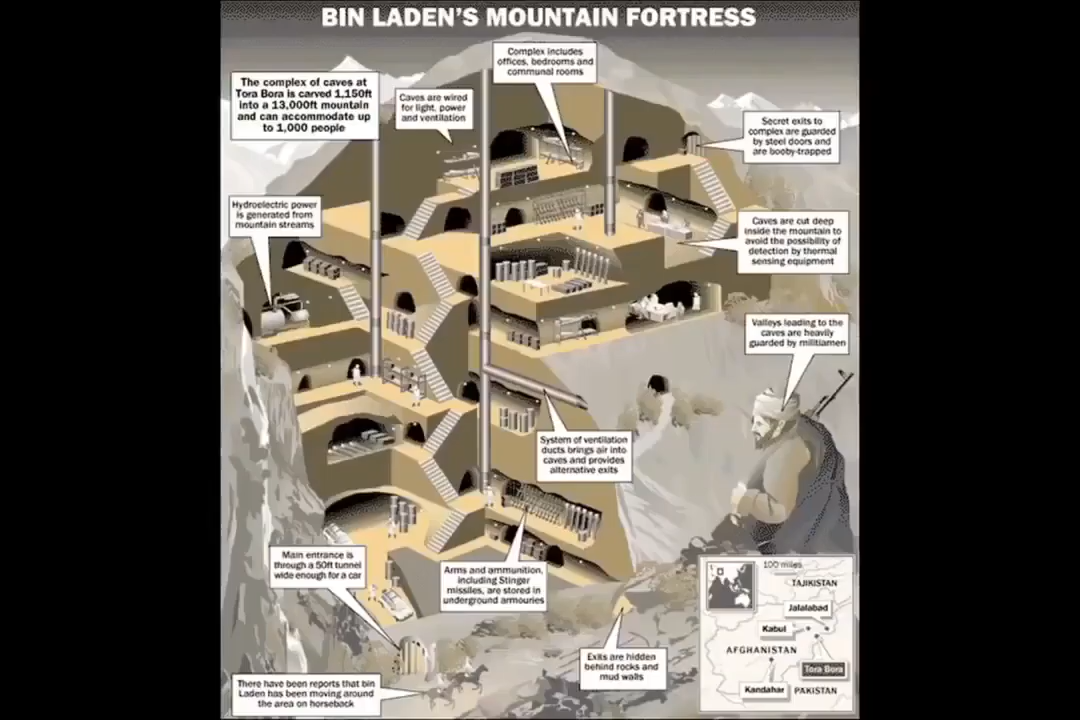 BIN LADEN'S MOUNTAIN FORTRESS
Complex includes
offices, bedrooms and
communal rooms
The complex of caves at
Tora Bora is carved 1,150ft
into a 13,000ft mountain
and can accommodate up
to 1,000 people
Caves are wired
for light, power
and ventilation
Secret exits to
complex are guarded
by steel doors and
are booby-trapped
Hydroelectric power
is generated from
mountain streams
Caves are cut deep
inside the mountain to
avoid the possibility of
detection by thermal
sensing equipment
Valleys leading to the
caves are heavily
guarded by militiamen
System of ventilation
ducts brings air into
caves and provides
alternative exits
Main entrance is
through a 50ft tunnel
wide enough for a car
Arms and ammunition,
including Stinger
missiles, are stored in
underground armouries
Exits are hidden
behind rocks and
mud walls
There have been reports that bin
Laden has been moving around
the area on horseback
100 miles
TAJIKISTAN
Jalalabad
Kabul
AFGHANISTAN
Tora Bora
Kandahar
PAKISTAN